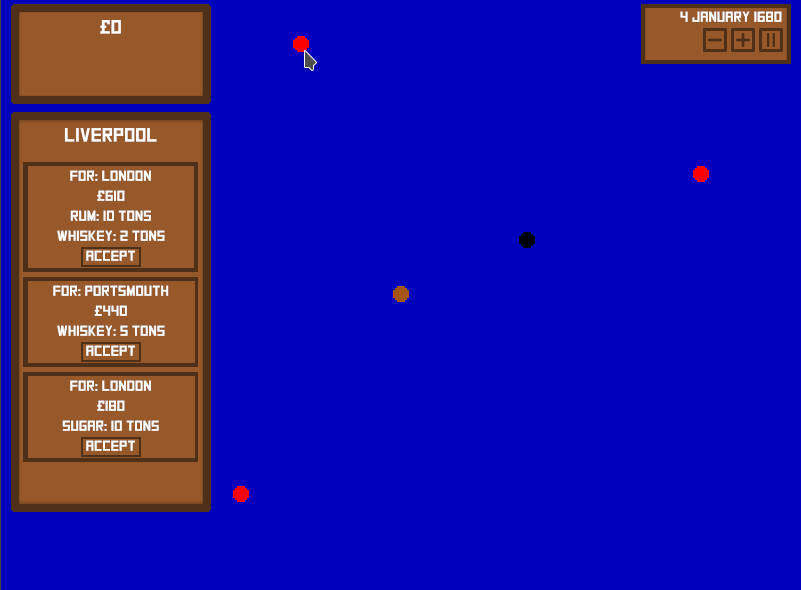 £0
4 JANUARY 1680
LIVERPOOL
FOR: LONDON
£610
RUM: 10 TONS
WHISKEY: 2 TONS
ACCEPT
FOR: PORTSMOUTH
£440
WHISKEY: 5 TONS
ACCEPT
FOR: LONDON
£180
SUGAR: 10 TONS
ACCEPT